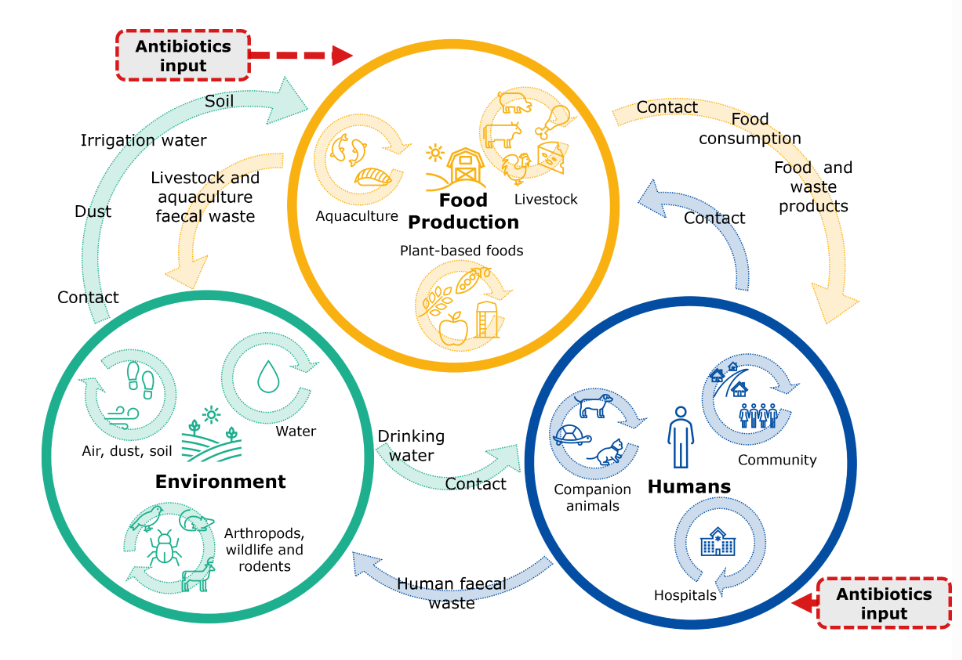 Antibiotics
input
Soil
Irrigation water
Livestock and
aquaculture
faecal waste
Dust
Contact
Aquaculture
Livestock
Food
Production
Plant-based foods
Contact
Food
consumption
Food and
waste
products
Contact
Air, dust, soil
Water
Environment
Arthropods,
wildlife and
rodents
Drinking
water
Contact
Human faecal
waste
Companion
animals
Humans
Community
Hospitals
Antibiotics
input